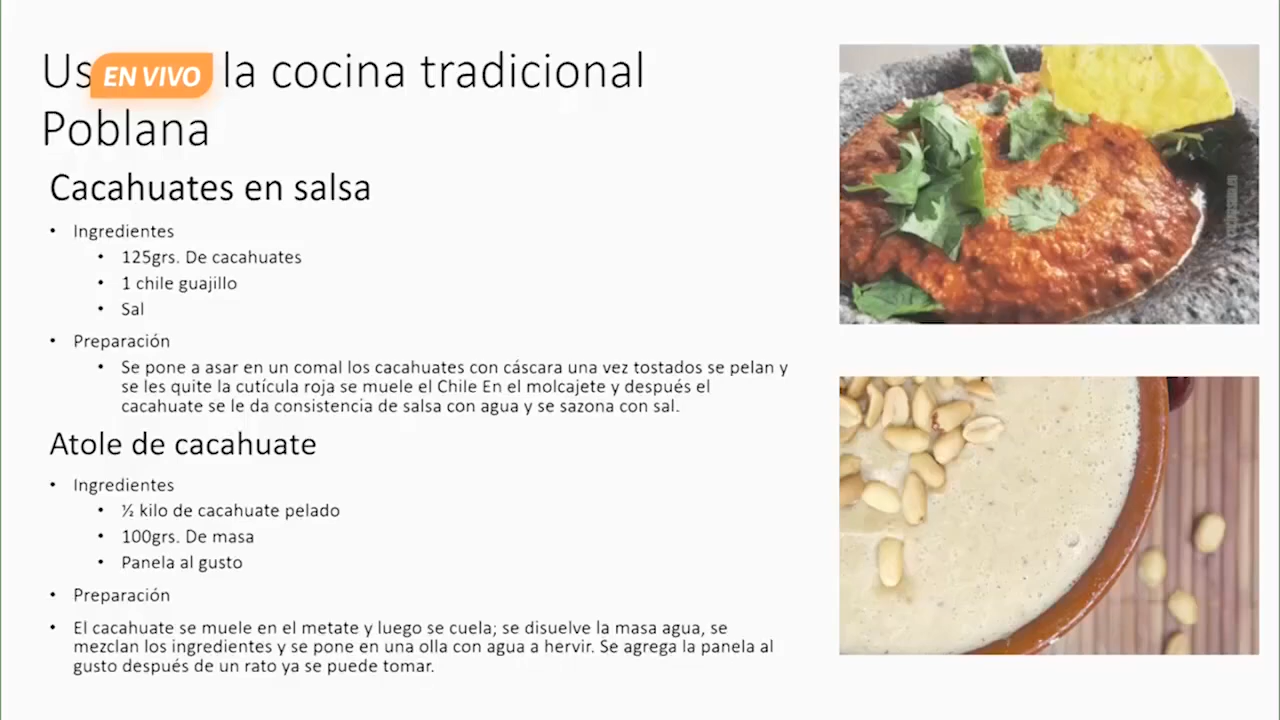 Us EN VIVO la cocina tradicional
Poblana
Cacahuates en salsa
• Ingredientes
• 125grs. De cacahuates
• 1 chile guajillo
• Sal
• Preparación
• Se pone a asar en un comal los cacahuates con cáscara una vez tostados se pelan y
se les quite la cutícula roja se muele el Chile En el molcajete y después el
cacahuate se le da consistencia de salsa con agua y se sazona con sal.
Atole de cacahuate
• Ingredientes
• ½ kilo de cacahuate pelado
• 100grs. De masa
• Panela al gusto
• Preparación
• El cacahuate se muele en el metate y luego se cuela; se disuelve la masa agua, se
mezclan los ingredientes y se pone en una olla con agua a hervir. Se agrega la panela al
gusto después de un rato ya se puede tomar.